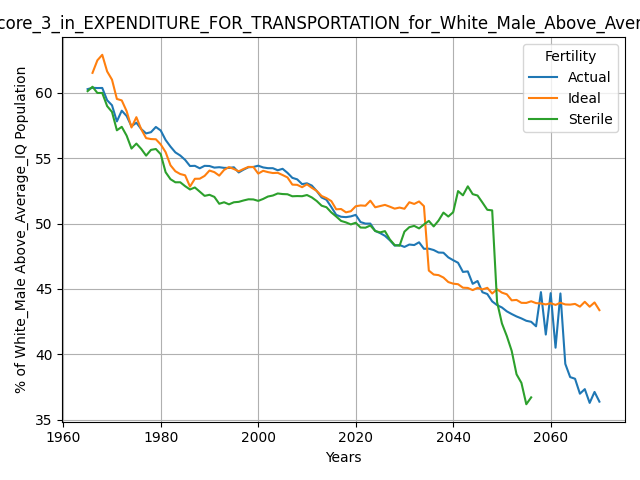 core_3_in_EXPENDITURE_FOR_TRANSPORTATION_for_White_Male_Above_Aver
Fertility
Actual
Ideal
Sterile
% of White_Male Above_Average_IQ Population
60
55
50
45
40
35
1960
1980
2000
2020
2040
2060
Years